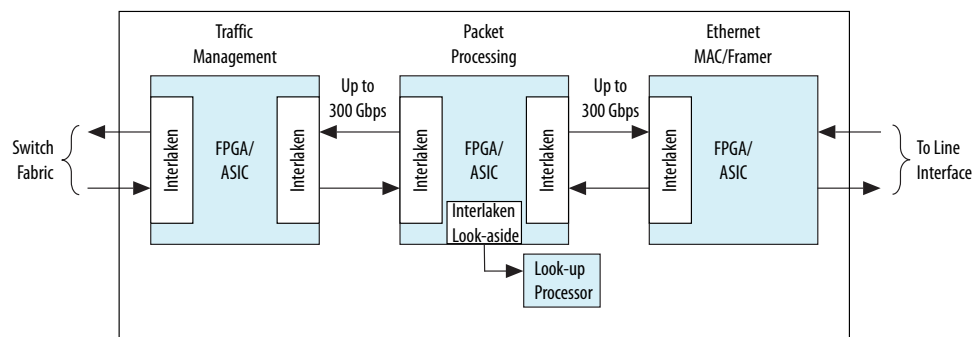 Traffic
Management
Packet
Processing
Ethernet
MAC/Framer
Up to
300 Gbps
Up to
300 Gbps
Switch
Fabric
Interlaken
FPGA/
ASIC
Interlaken
Interlaken
FPGA/
ASIC
Interlaken
Interlaken
FPGA/
ASIC
To Line
Interface
Interlaken
Look-aside
Look-up
Processor